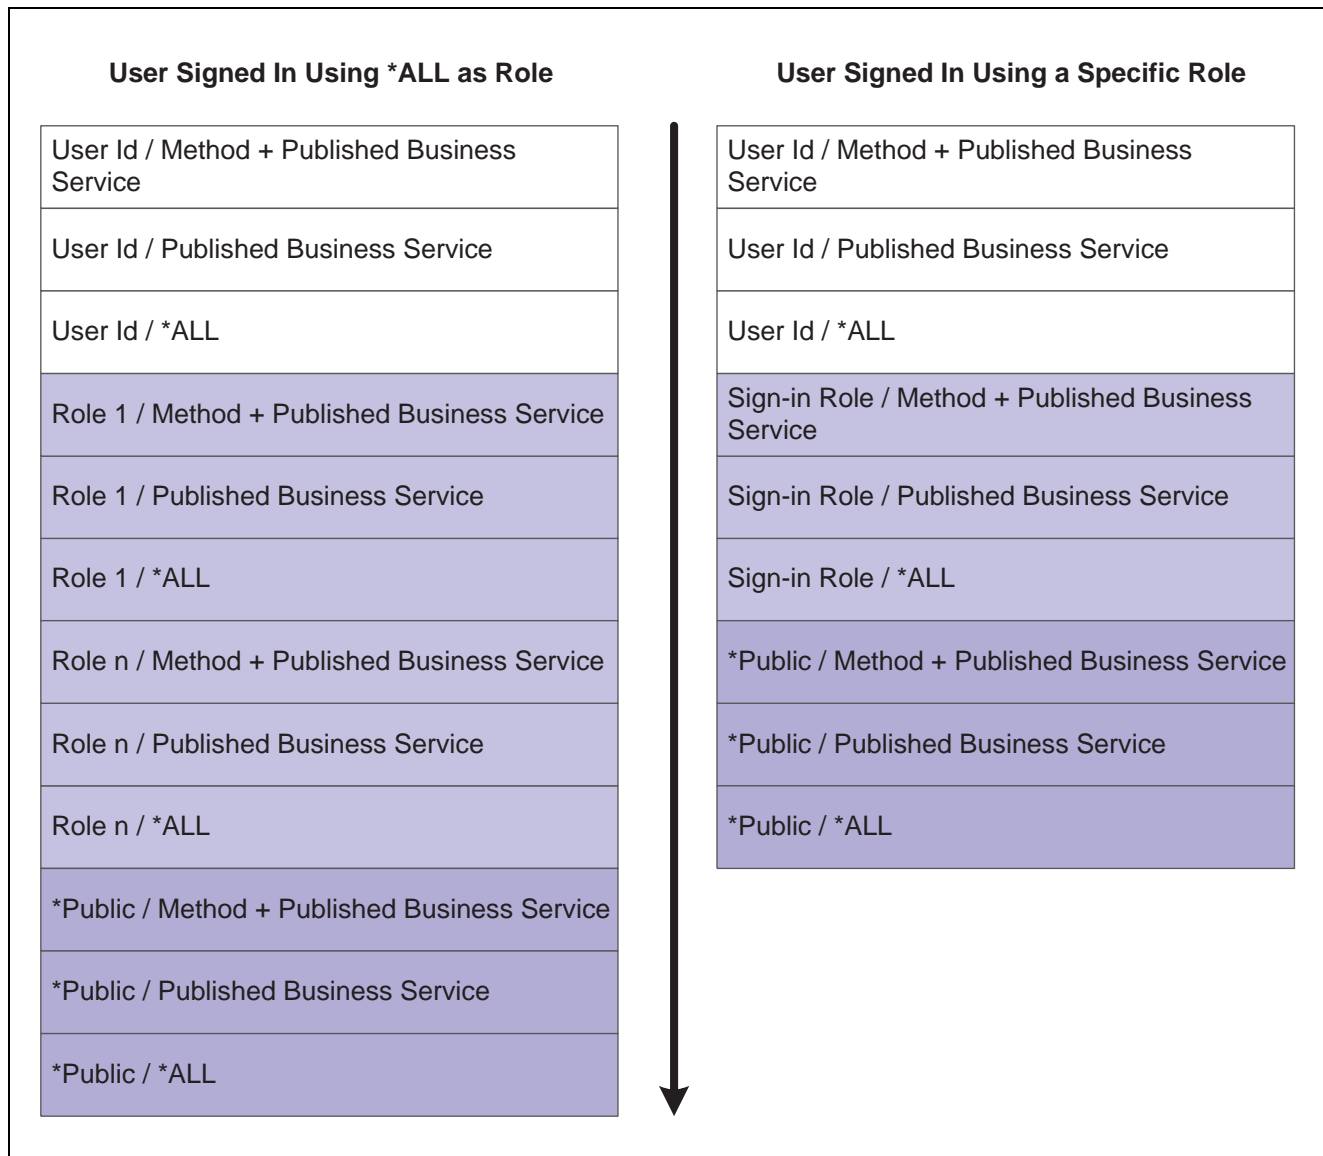 User Signed In Using *ALL as Role
User Id / Method + Published Business
Service
User Id / Published Business Service
User Id / *ALL
Role 1 / Method + Published Business Service
Role 1 / Published Business Service
Role 1 / *ALL
Role n / Method + Published Business Service
Role n / Published Business Service
Role n / *ALL
*Public / Method + Published Business Service
*Public / Published Business Service
*Public / *ALL
User Signed In Using a Specific Role
User Id / Method + Published Business
Service
User Id / Published Business Service
User Id / *ALL
Sign-in Role / Method + Published Business
Service
Sign-in Role / Published Business Service
Sign-in Role / *ALL
*Public / Method + Published Business Service
*Public / Published Business Service
*Public / *ALL